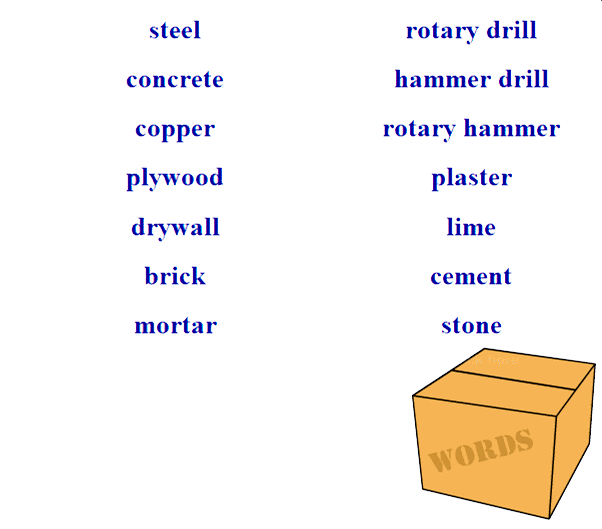 steel
concrete
copper
plywood
drywall
brick
mortar
rotary drill
hammer drill
rotary hammer
plaster
lime
cement
stone
WORDS